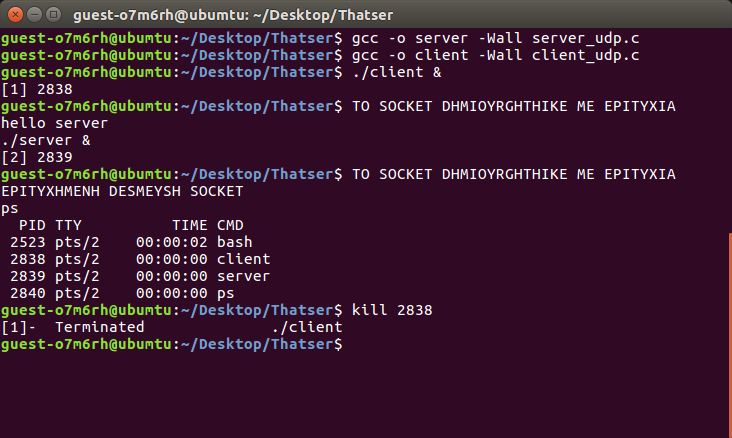 guest-o7m6rh@ubumtu: ~/Desktop/Thatser
guest-o7m6rh@ubumtu:~/Desktop/Thatser$ gcc -o server -Wall server_udp.c
guest-o7m6rh@ubumtu:~/Desktop/Thatser$ gcc -o client -Wall client_udp.c
guest-o7m6rh@ubumtu:~/Desktop/Thatser$ ./client &
[1] 2838
guest-o7m6rh@ubumtu:~/Desktop/Thatser$ TO SOCKET DHMIOYRGHTHIKE ME EPITYXIA
hello server
./server &
[2] 2839
guest-o7m6rh@ubumtu:~/Desktop/Thatser$ TO SOCKET DHMIOYRGHTHIKE ME EPITYXIA
EPITYXHMENH DESMEYSH SOCKET
ps
  PID TTY          TIME CMD
 2523 pts/2    00:00:02 bash
 2838 pts/2    00:00:00 client
 2839 pts/2    00:00:00 server
 2840 pts/2    00:00:00 ps
guest-o7m6rh@ubumtu:~/Desktop/Thatser$ kill 2838
[1]-  Terminated              ./client
guest-o7m6rh@ubumtu:~/Desktop/Thatser$